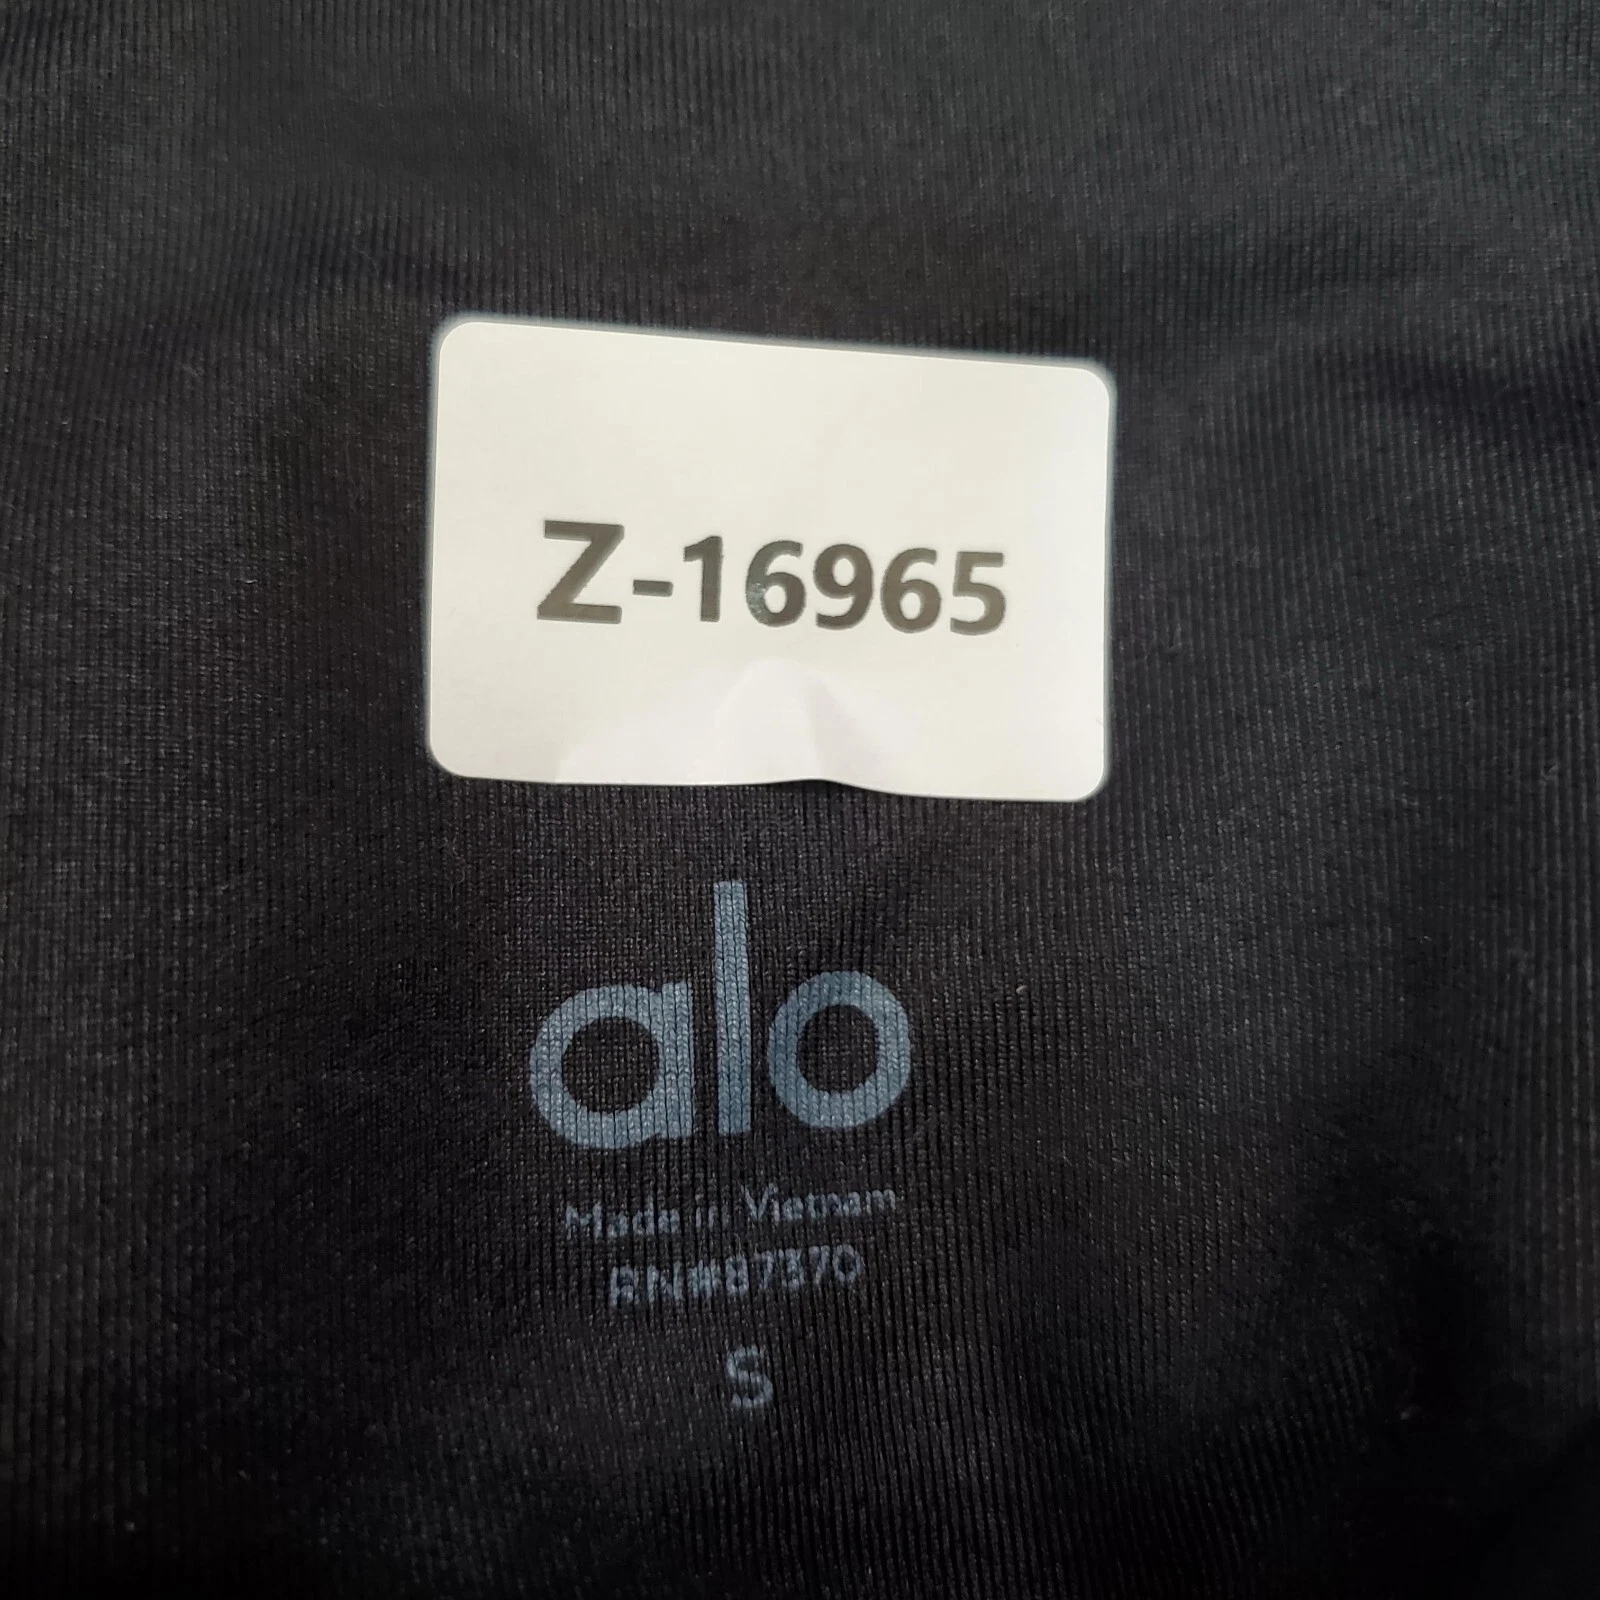 Z-16965
alo
Made in Vietnam
RN#87370
S